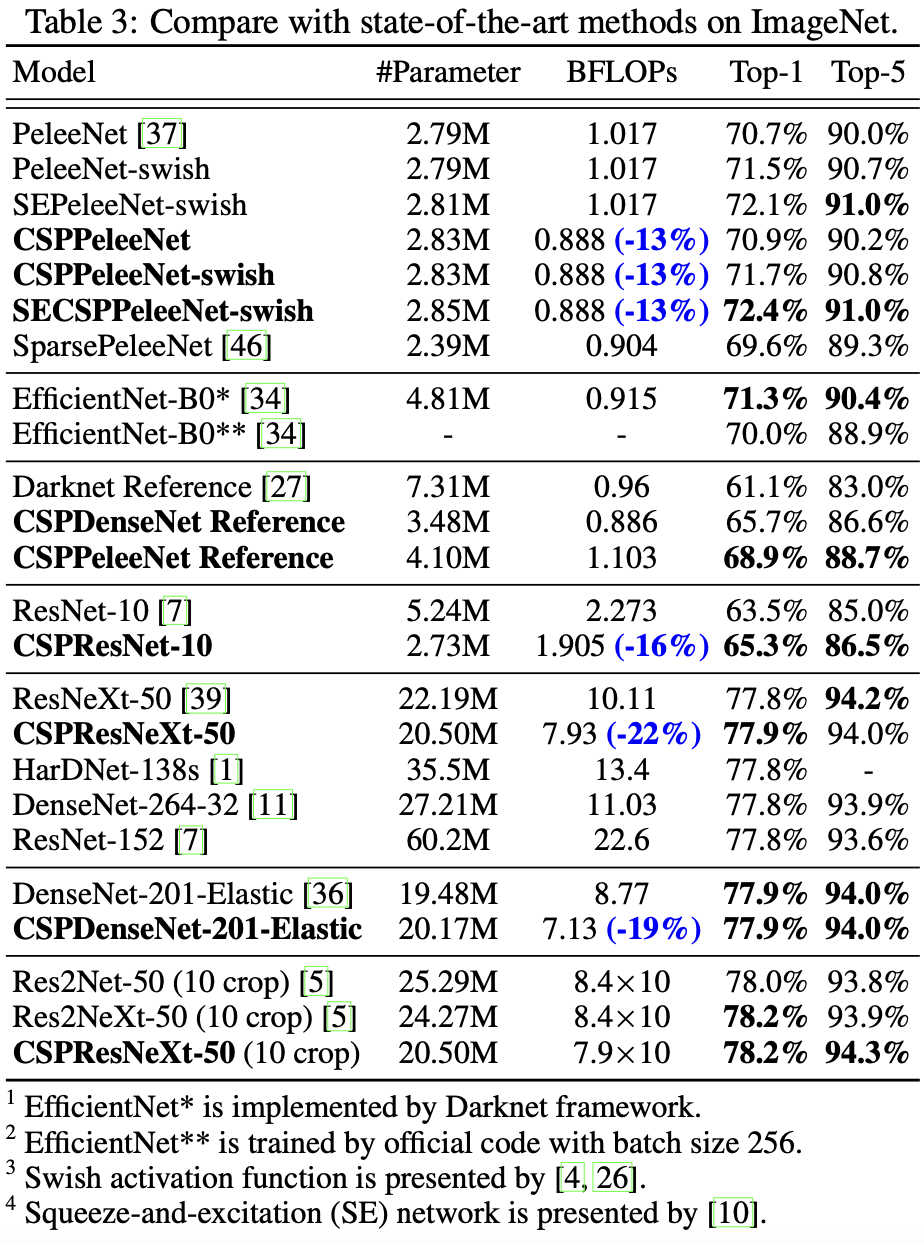 Table 3: Compare with state-of-the-art methods on ImageNet.
Model #Parameter BFLOPs Top-1 Top-5
PeleeNet [37] 2.79M 1.017 70.7% 90.0%
PeleeNet-swish 2.79M 1.017 71.5% 90.7%
SEPeleeNet-swish 2.81M 1.017 72.1% 91.0%
CSPPeleeNet 2.83M 0.888 (-13%) 70.9% 90.2%
CSPPeleeNet-swish 2.83M 0.888 (-13%) 71.7% 90.8%
SECSPPeleeNet-swish 2.85M 0.888 (-13%) 72.4% 91.0%
SparsePeleeNet [46] 2.39M 0.904 69.6% 89.3%
EfficientNet-B0* [34] 4.81M 0.915 71.3% 90.4%
EfficientNet-B0** [34] - - 70.0% 88.9%
Darknet Reference [27] 7.31M 0.96 61.1% 83.0%
CSPDenseNet Reference 3.48M 0.886 65.7% 86.6%
CSPPeleeNet Reference 4.10M 1.103 68.9% 88.7%
ResNet-10 [7] 5.24M 2.273 63.5% 85.0%
CSPResNet-10 2.73M 1.905 (-16%) 65.3% 86.5%
ResNeXt-50 [39] 22.19M 10.11 77.8% 94.2%
CSPResNeXt-50 20.50M 7.93 (-22%) 77.9% 94.0%
HarDNet-138s [1] 35.5M 13.4 77.8% -
DenseNet-264-32 [11] 27.21M 11.03 77.8% 93.9%
ResNet-152 [7] 60.2M 22.6 77.8% 93.6%
DenseNet-201-Elastic [36] 19.48M 8.77 77.9% 94.0%
CSPDenseNet-201-Elastic 20.17M 7.13 (-19%) 77.9% 94.0%
Res2Net-50 (10 crop) [5] 25.29M 8.4×10 78.0% 93.8%
Res2NeXt-50 (10 crop) [5] 24.27M 8.4×10 78.2% 93.9%
CSPResNeXt-50 (10 crop) 20.50M 7.9×10 78.2% 94.3%
1 EfficientNet* is implemented by Darknet framework.
2 EfficientNet** is trained by official code with batch size 256.
3 Swish activation function is presented by [4, 26].
4 Squeeze-and-excitation (SE) network is presented by [10].